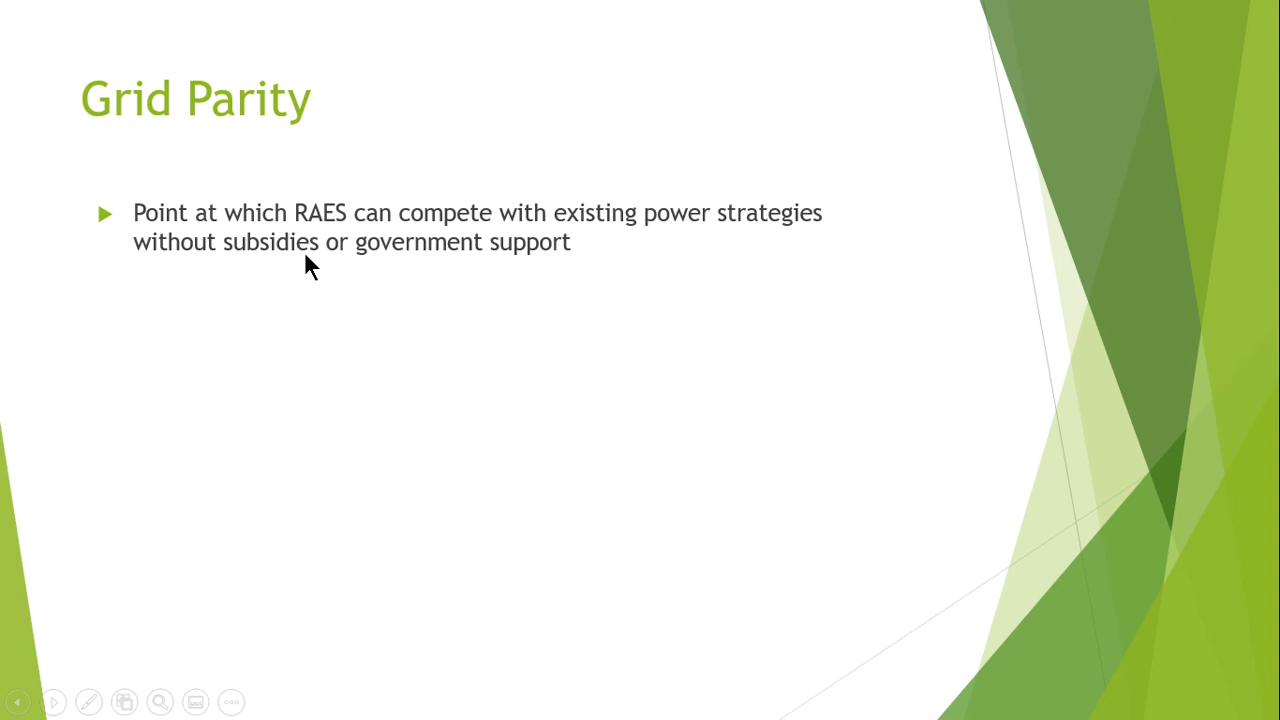 Grid Parity
Point at which RAES can compete with existing power strategies
without subsidies or government support